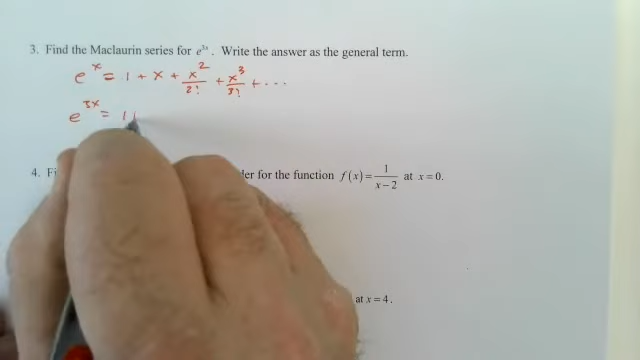 3. Find the Maclaurin series for e^{3x}. Write the answer as the general term.
e^x = 1 + x + x^2/2! + x^3/3! + ...
e^{3x} = 1
4. Fi for the function f(x) = 1/(x-2) at x = 0.
at x = 4.